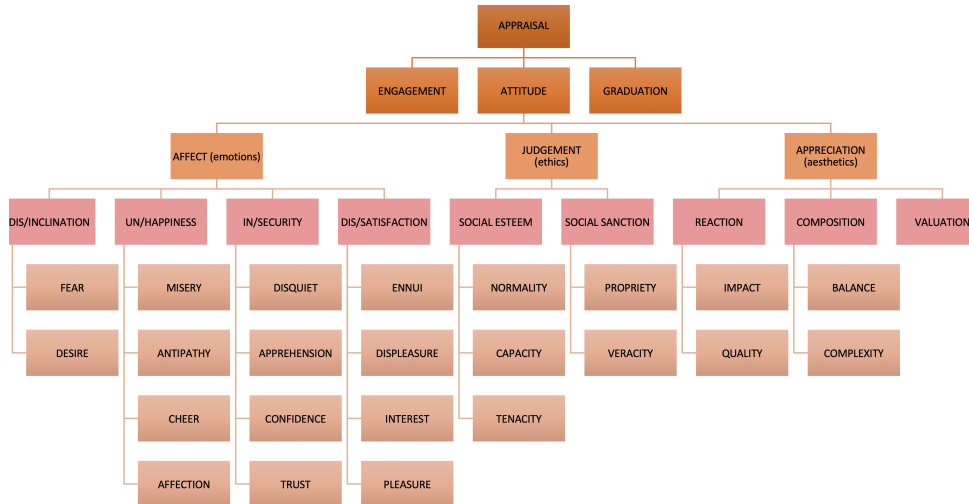 APPRAISAL
ENGAGEMENT
ATTITUDE
GRADUATION
AFFECT (emotions)
JUDGEMENT
(ethics)
APPRECIATION
(aesthetics)
DIS/INCLINATION
UN/HAPPINESS
IN/SECURITY
DIS/SATISFACTION
SOCIAL ESTEEM
SOCIAL SANCTION
REACTION
COMPOSITION
VALUATION
FEAR
MISERY
DISQUIET
ENNUI
NORMALITY
PROPRIETY
IMPACT
BALANCE
DESIRE
ANTIPATHY
APPREHENSION
DISPLEASURE
CAPACITY
VERACITY
QUALITY
COMPLEXITY
CHEER
CONFIDENCE
INTEREST
TENACITY
AFFECTION
TRUST
PLEASURE